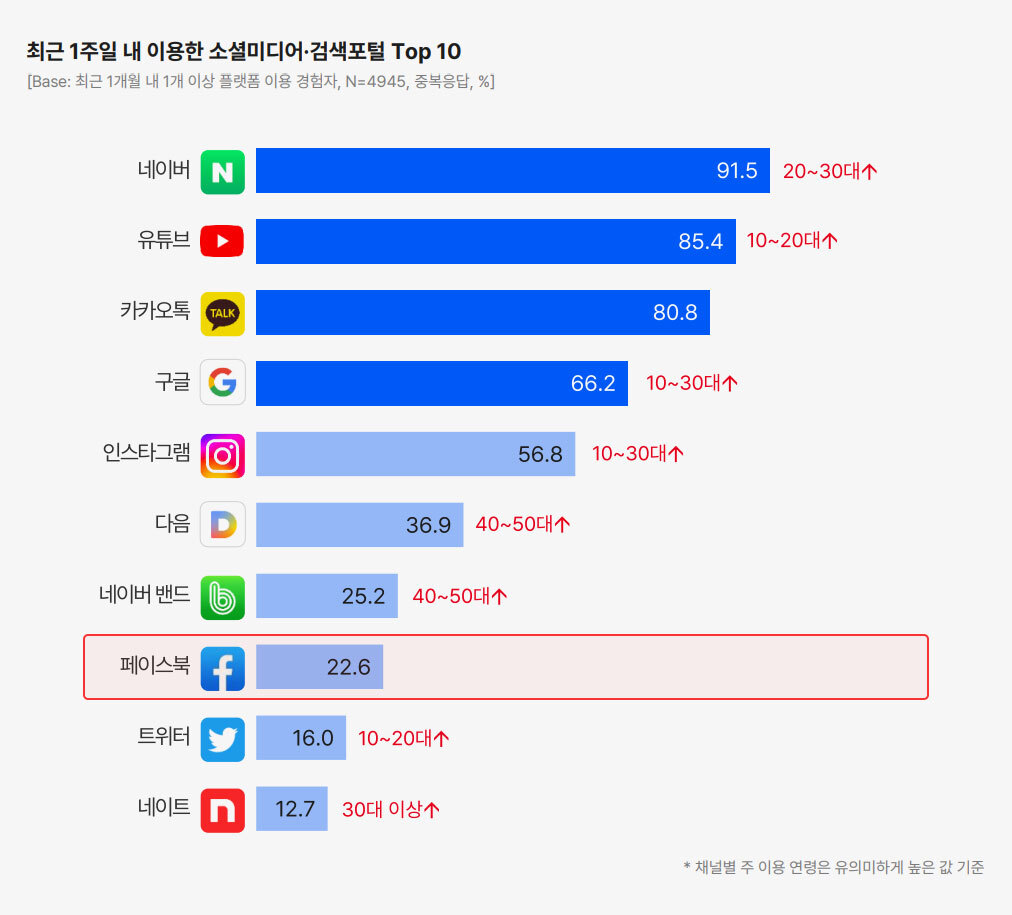 최근 1주일 내 이용한 소셜미디어·검색포털 Top 10
[Base: 최근 1개월 내 1개 이상 플랫폼 이용 경험자, N=4945, 중복응답, %]
네이버 N 91.5 20~30대↑
유튜브 85.4 10~20대↑
카카오톡 TALK 80.8
구글 G 66.2 10~30대↑
인스타그램 56.8 10~30대↑
다음 D 36.9 40~50대↑
네이버 밴드 b 25.2 40~50대↑
페이스북 f 22.6
트위터 16.0 10~20대↑
네이트 n 12.7 30대 이상↑
* 채널별 주 이용 연령은 유의미하게 높은 값 기준